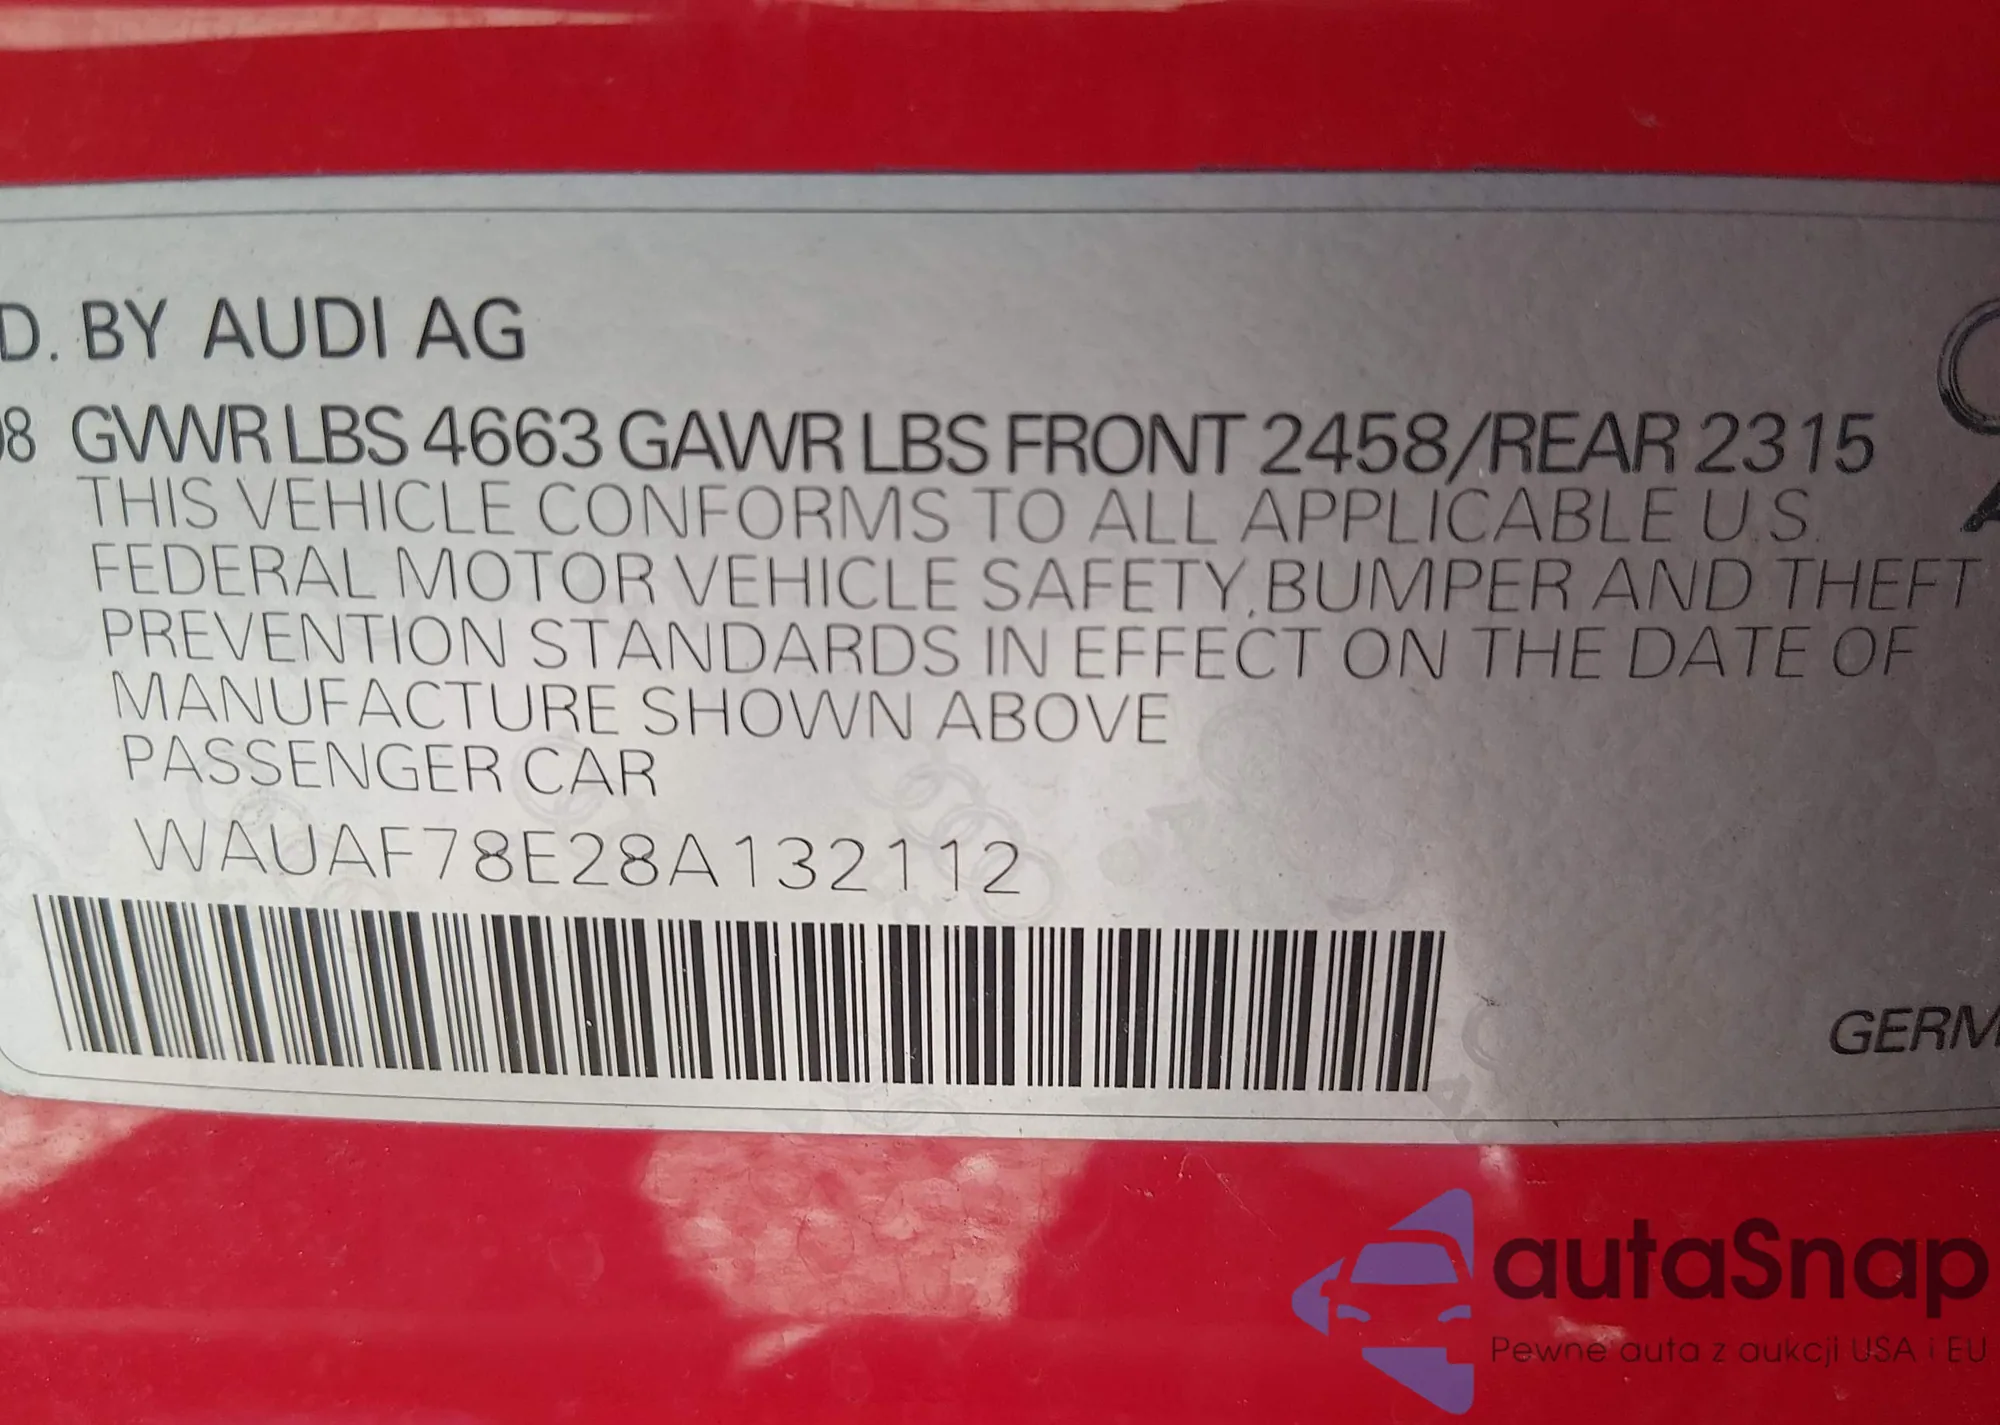 D. BY AUDI AG
08 GVWR LBS 4663 GAWR LBS FRONT 2458/REAR 2315
THIS VEHICLE CONFORMS TO ALL APPLICABLE U.S.
FEDERAL MOTOR VEHICLE SAFETY, BUMPER AND THEFT
PREVENTION STANDARDS IN EFFECT ON THE DATE OF
MANUFACTURE SHOWN ABOVE
PASSENGER CAR
WAUAF78E28A132112
GERM
autaSnap
Pewne auta z aukcji USA i EU